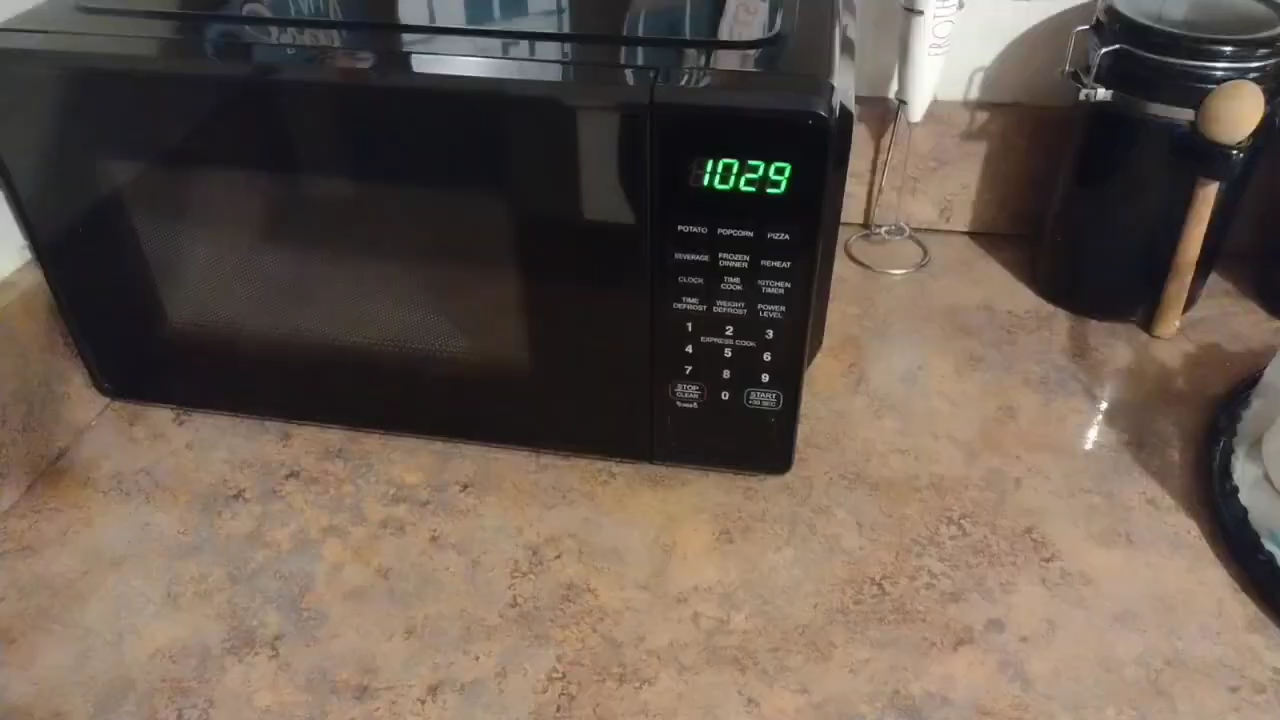 FROTH
1029
POTATO POPCORN PIZZA
BEVERAGE FROZEN DINNER REHEAT
CLOCK TIME COOK KITCHEN TIMER
TIME DEFROST WEIGHT DEFROST POWER LEVEL
1 2 3
EXPRESS COOK
4 5 6
7 8 9
STOP CLEAR 0 START +30 SEC